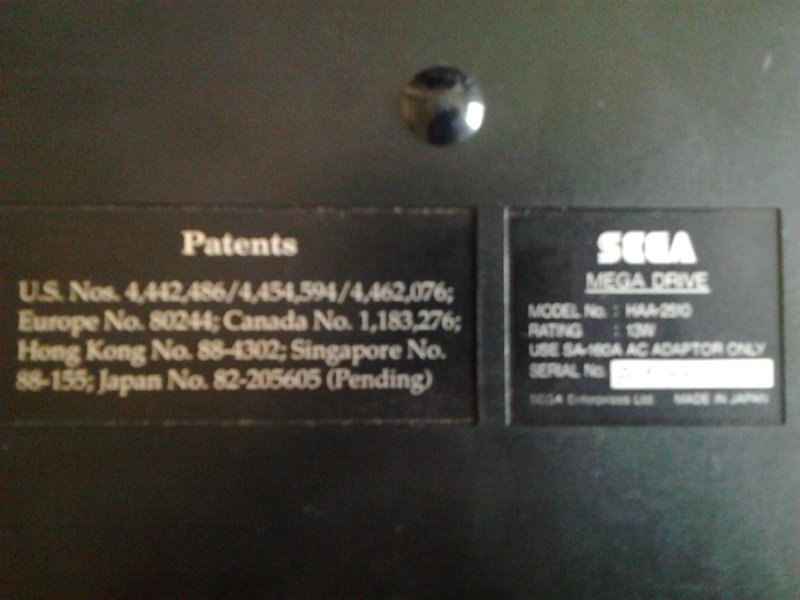 Patents
U.S. Nos. 4,442,486/4,454,594/4,462,076;
Europe No. 80244; Canada No. 1,183,276;
Hong Kong No. 88-4302; Singapore No.
88-155; Japan No. 82-205605 (Pending)
SEGA
MEGA DRIVE
MODEL No. : HAA-2510
RATING : 13W
USE SA-160A AC ADAPTOR ONLY
SERIAL No.
SEGA Enterprises Ltd. MADE IN JAPAN